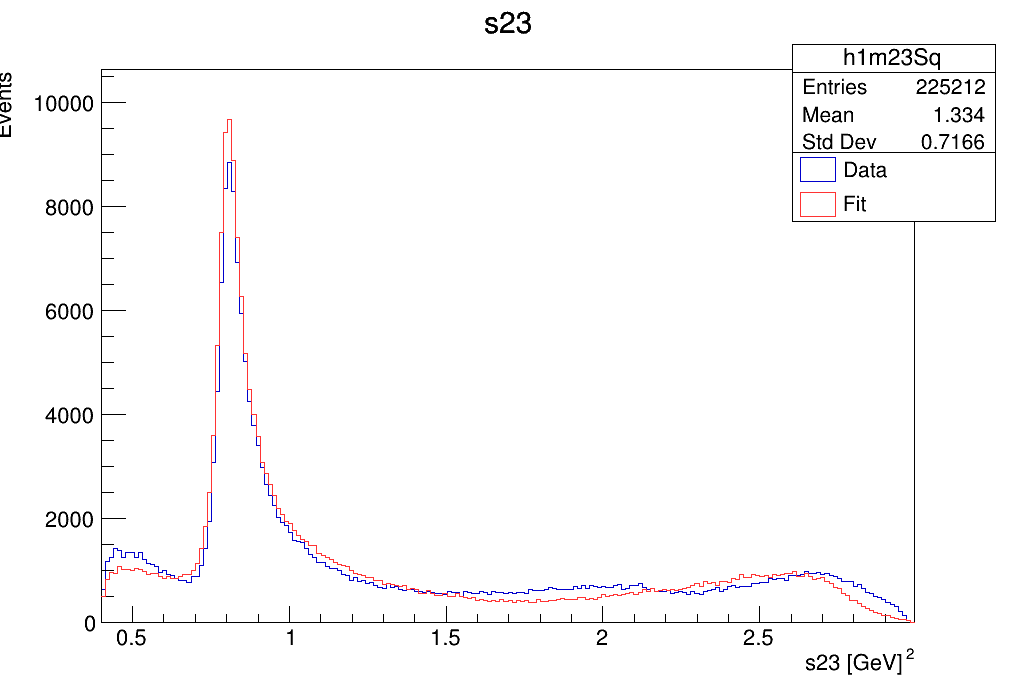 s23
Events
h1m23Sq
Entries 225212
Mean 1.334
Std Dev 0.7166
Data
Fit
10000
8000
6000
4000
2000
0
0.5 1 1.5 2 2.5
s23 [GeV]²